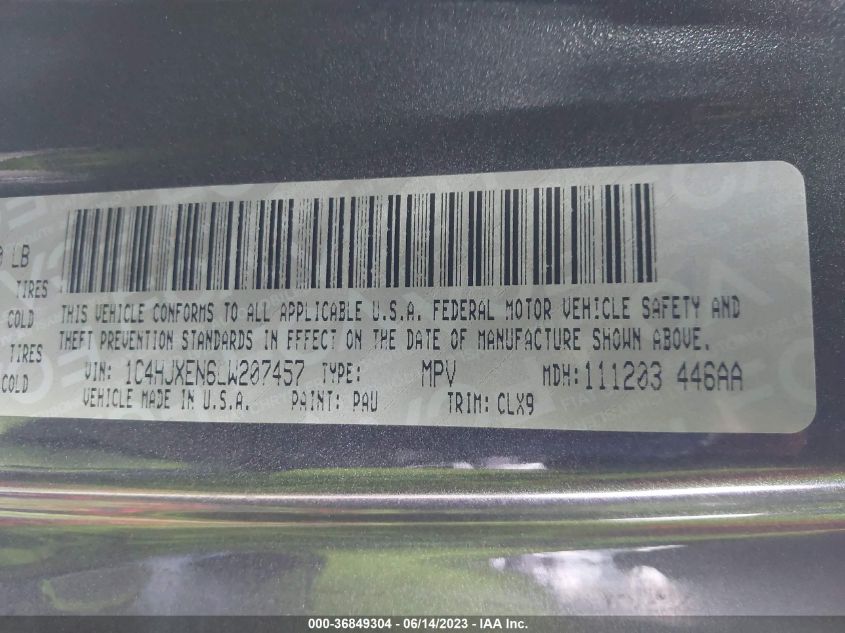 0 LB
TIRES
COLD
TIRES
COLD
THIS VEHICLE CONFORMS TO ALL APPLICABLE U.S.A. FEDERAL MOTOR VEHICLE SAFETY AND
THEFT PREVENTION STANDARDS IN EFFECT ON THE DATE OF MANUFACTURE SHOWN ABOVE.
VIN: 1C4HJXEN6LW207457 TYPE: MPV MDH: 111203 446AA
VEHICLE MADE IN U.S.A. PAINT: PAU TRIM: CLX9
000-36849304 - 06/14/2023 - IAA Inc.